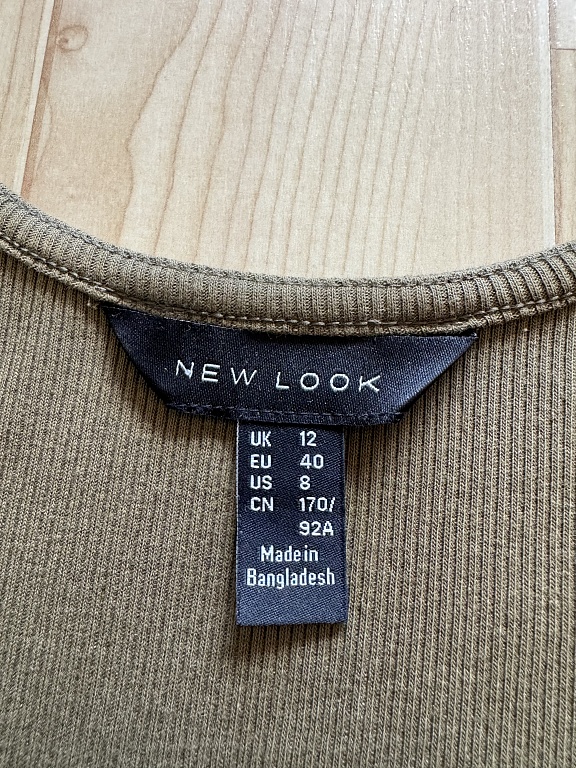 NEW LOOK
UK 12
EU 40
US 8
CN 170/
92A
Made in
Bangladesh